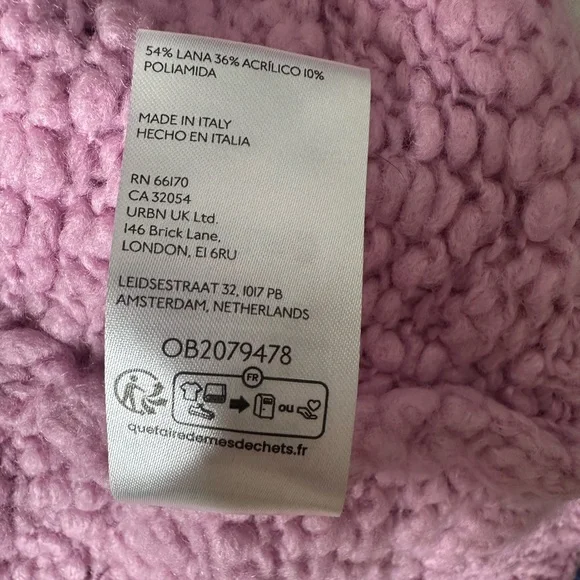 54% LANA 36% ACRÍLICO 10%
POLIAMIDA
MADE IN ITALY
HECHO EN ITALIA
RN 66170
CA 32054
URBN UK Ltd.
146 Brick Lane,
LONDON, E1 6RU
LEIDSESTRAAT 32, 1017 PB
AMSTERDAM, NETHERLANDS
OB2079478
FR
ou
quefairedemesdechets.fr